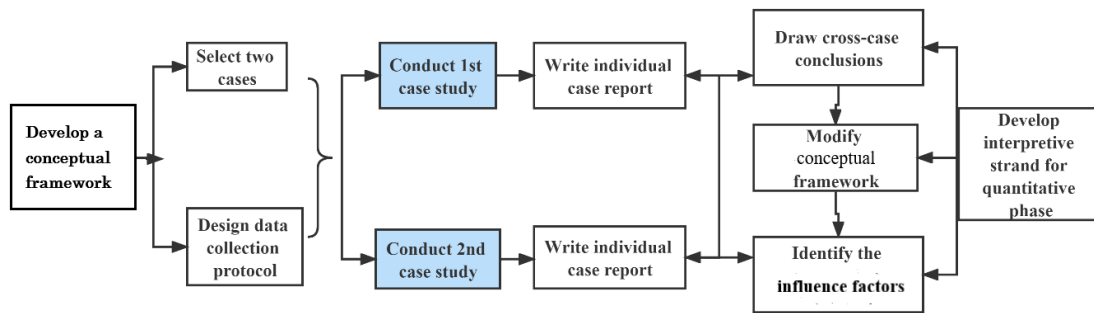 Develop a
conceptual
framework
Select two
cases
Design data
collection
protocol
Conduct 1st
case study
Conduct 2nd
case study
Write individual
case report
Write individual
case report
Draw cross-case
conclusions
Modify
conceptual
framework
Identify the
influence factors
Develop
interpretive
strand for
quantitative
phase